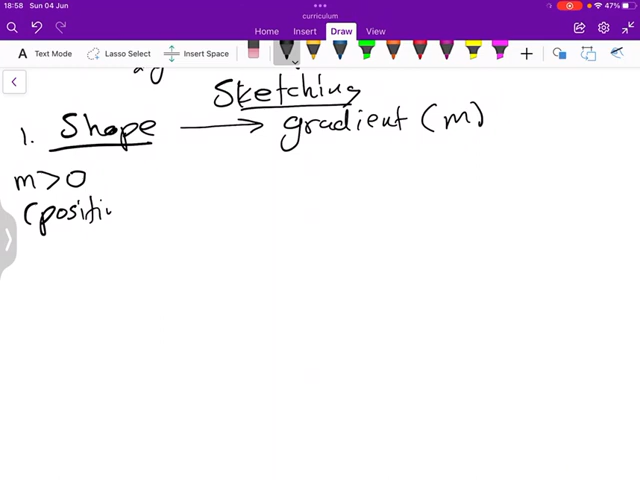 18:58 Sun 04 Jun
47%
curriculum
Home Insert Draw View
A Text Mode Lasso Select Insert Space
Sketching
1. Shape → gradient (m)
m>0
(positi